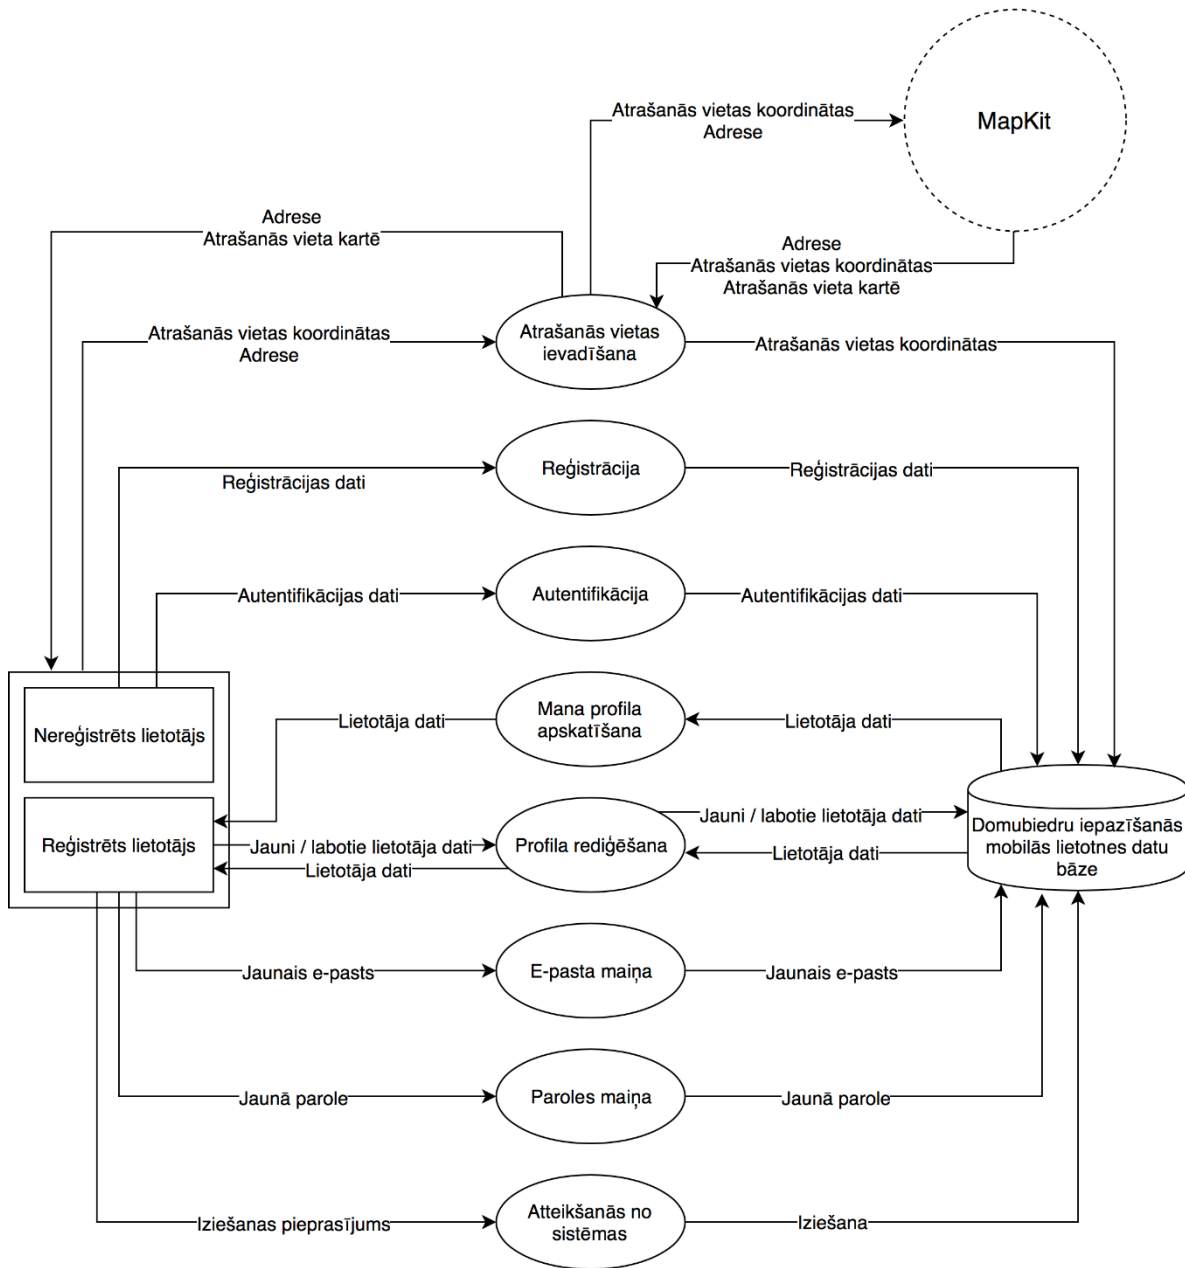 Atrašanās vietas koordinātas
Adrese
MapKit
Adrese
Atrašanās vieta kartē
Adrese
Atrašanās vietas koordinātas
Atrašanās vieta kartē
Atrašanās vietas koordinātas
Adrese
Atrašanās vietas
ievadīšana
Atrašanās vietas koordinātas
Reģistrācijas dati
Reģistrācija
Reģistrācijas dati
Autentifikācijas dati
Autentifikācija
Autentifikācijas dati
Nereģistrēts lietotājs
Lietotāja dati
Mana profila
apskatīšana
Lietotāja dati
Reģistrēts lietotājs
Jauni / labotie lietotāja dati
Lietotāja dati
Profila rediģēšana
Jauni / labotie lietotāja dati
Lietotāja dati
Domubiedru iepazīšanās
mobilās lietotnes datu
bāze
Jaunais e-pasts
E-pasta maiņa
Jaunais e-pasts
Jaunā parole
Paroles maiņa
Jaunā parole
Iziešanas pieprasījums
Atteikšanās no
sistēmas
Iziešana